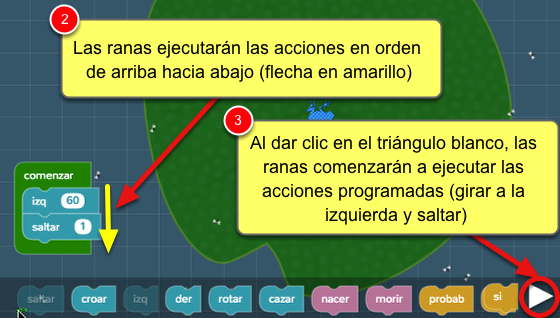 2
Las ranas ejecutarán las acciones en orden
de arriba hacia abajo (flecha en amarillo)
3
Al dar clic en el triángulo blanco, las
ranas comenzarán a ejecutar las
acciones programadas (girar a la
izquierda y saltar)
comenzar
izq 60
saltar 1
saltar croar izq der rotar cazar nacer morir probab si